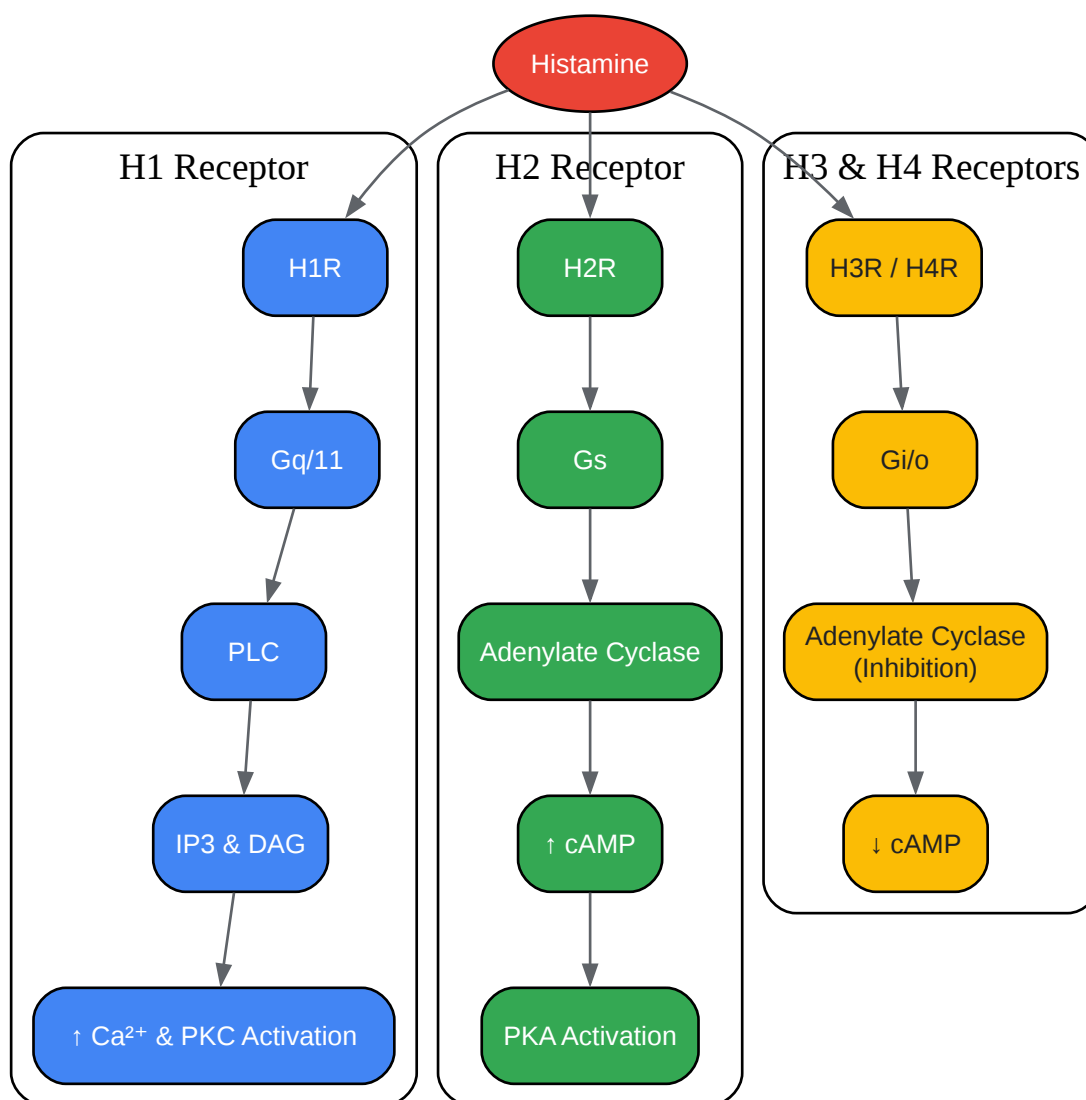 Histamine
H1 Receptor
H1R
Gq/11
PLC
IP3 & DAG
↑ Ca²⁺ & PKC Activation
H2 Receptor
H2R
Gs
Adenylate Cyclase
↑ cAMP
PKA Activation
H3 & H4 Receptors
H3R / H4R
Gi/o
Adenylate Cyclase
(Inhibition)
↓ cAMP